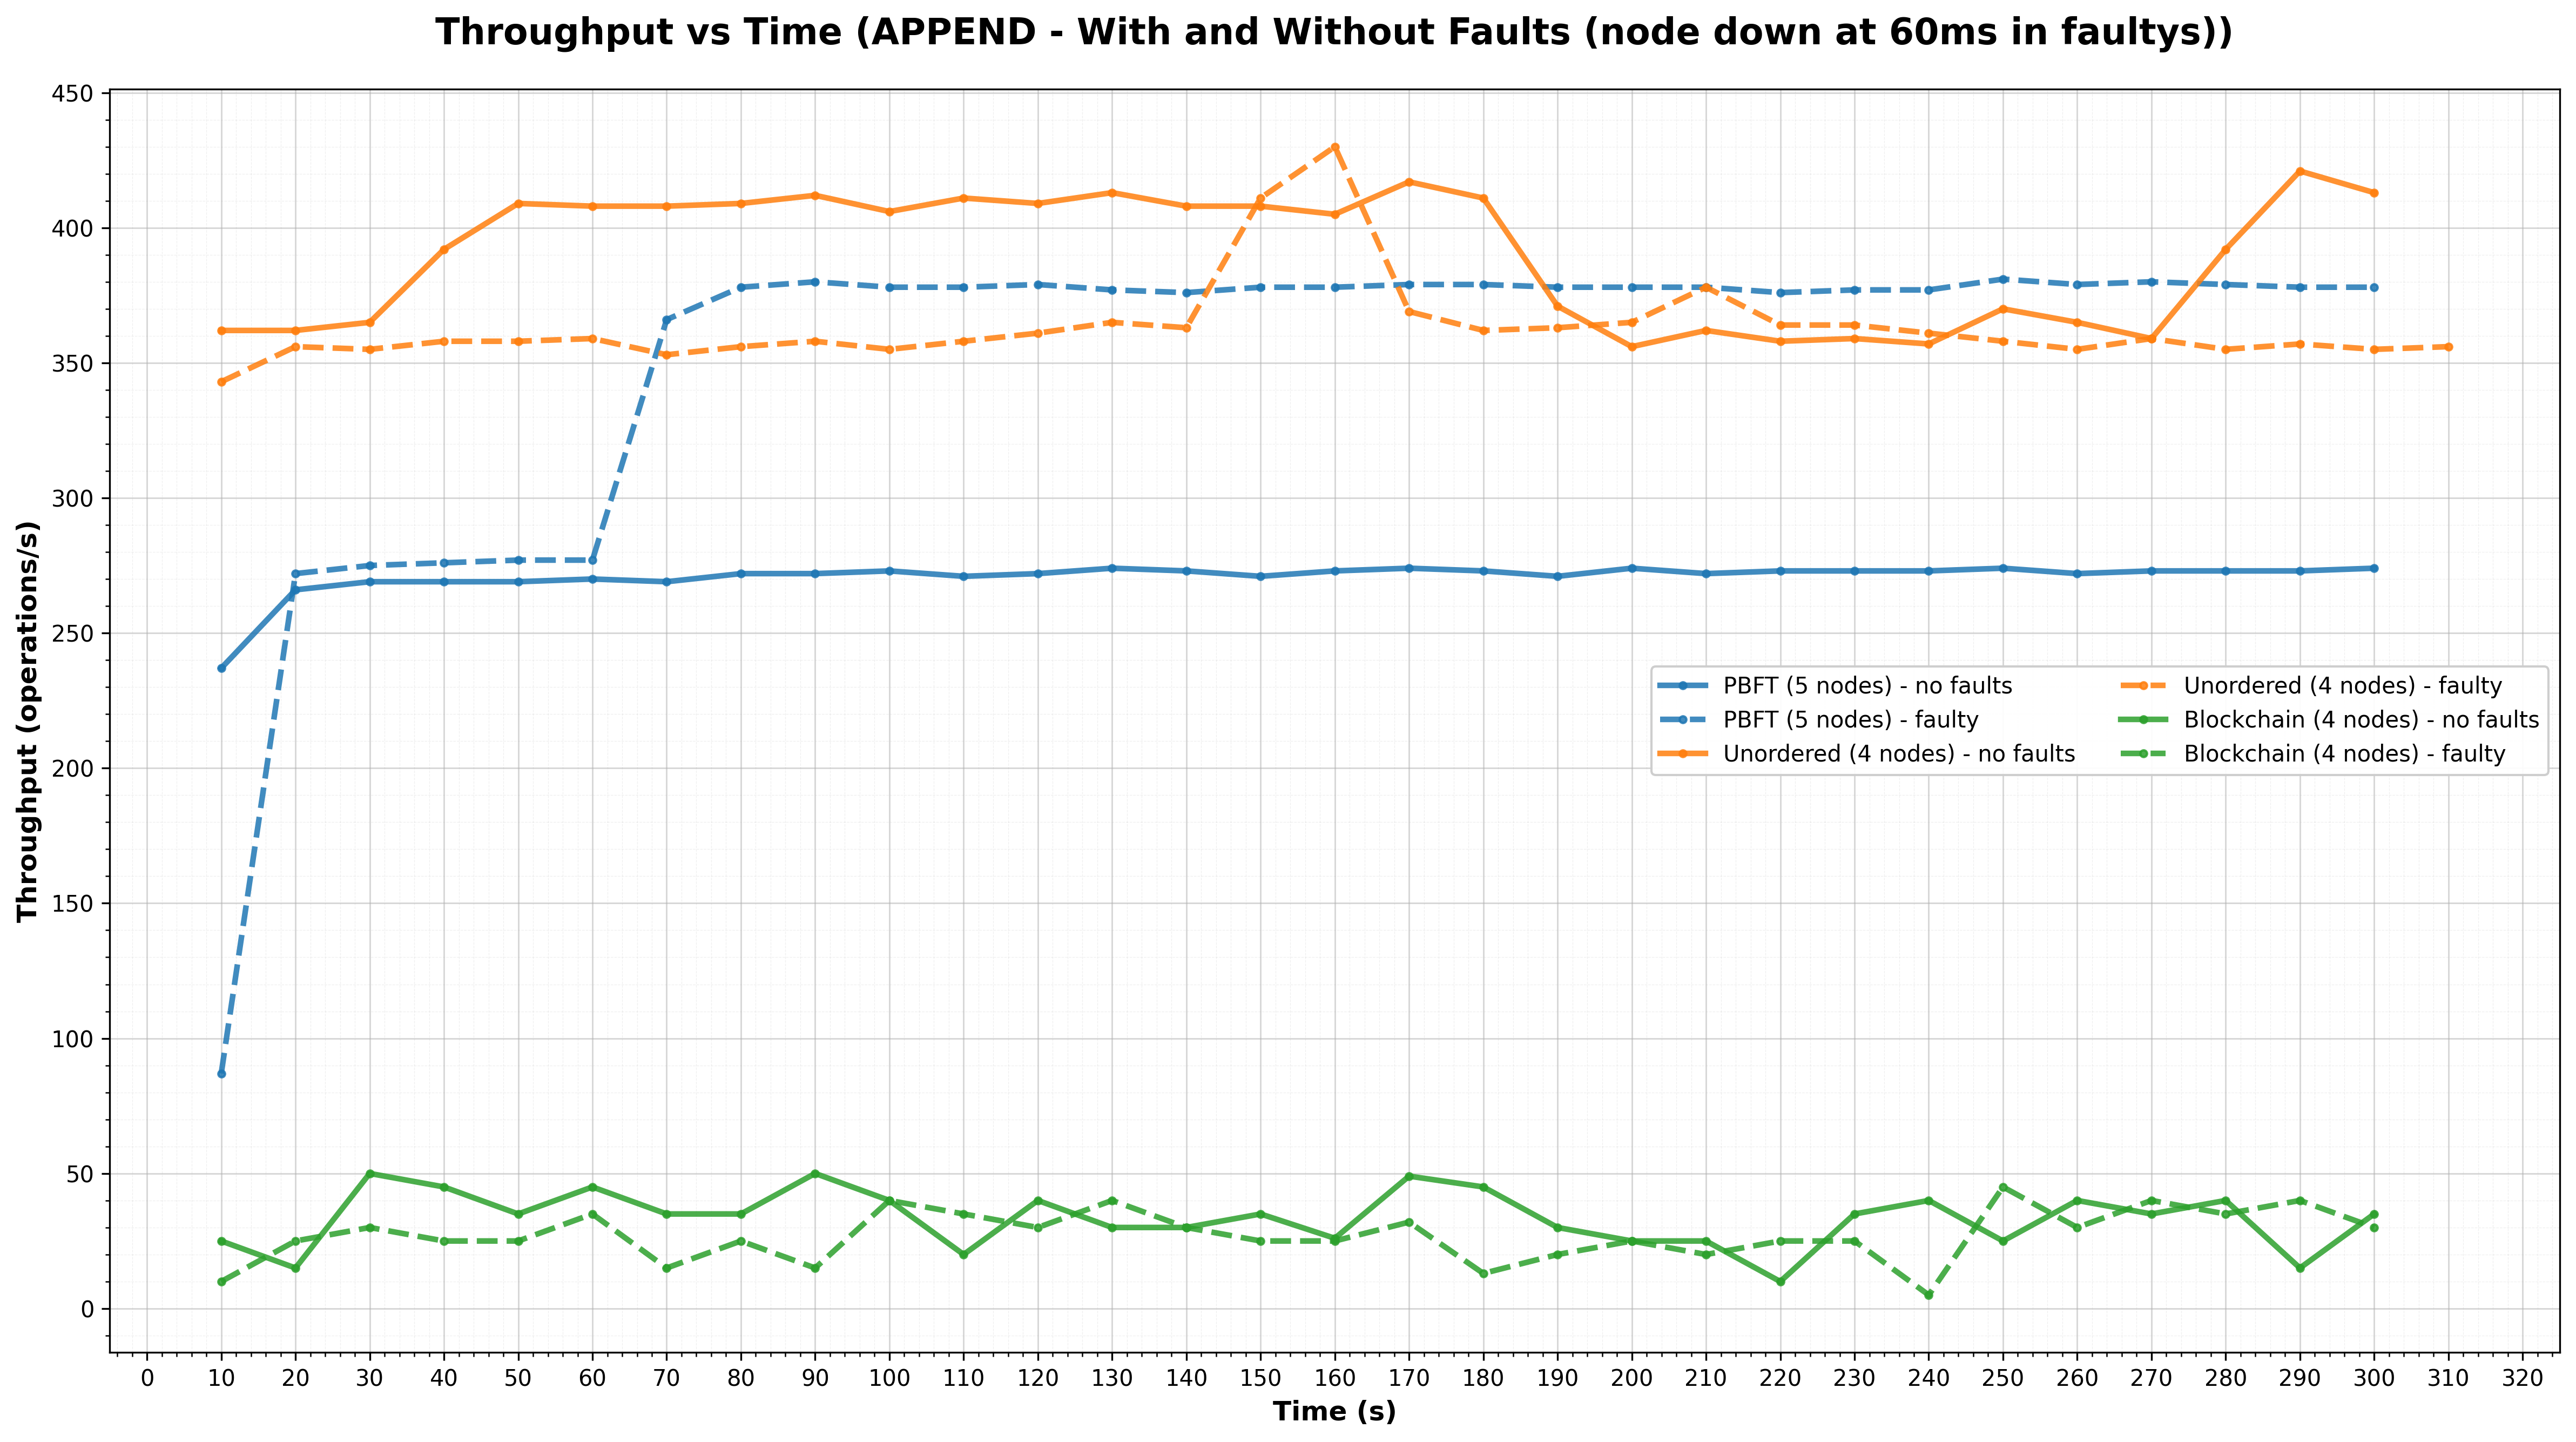 Throughput vs Time (APPEND - With and Without Faults (node down at 60ms in faultys))
Throughput (operations/s)
450
400
350
300
250
200
150
100
50
0
PBFT (5 nodes) - no faults
PBFT (5 nodes) - faulty
Unordered (4 nodes) - no faults
Unordered (4 nodes) - faulty
Blockchain (4 nodes) - no faults
Blockchain (4 nodes) - faulty
0 10 20 30 40 50 60 70 80 90 100 110 120 130 140 150 160 170 180 190 200 210 220 230 240 250 260 270 280 290 300 310 320
Time (s)